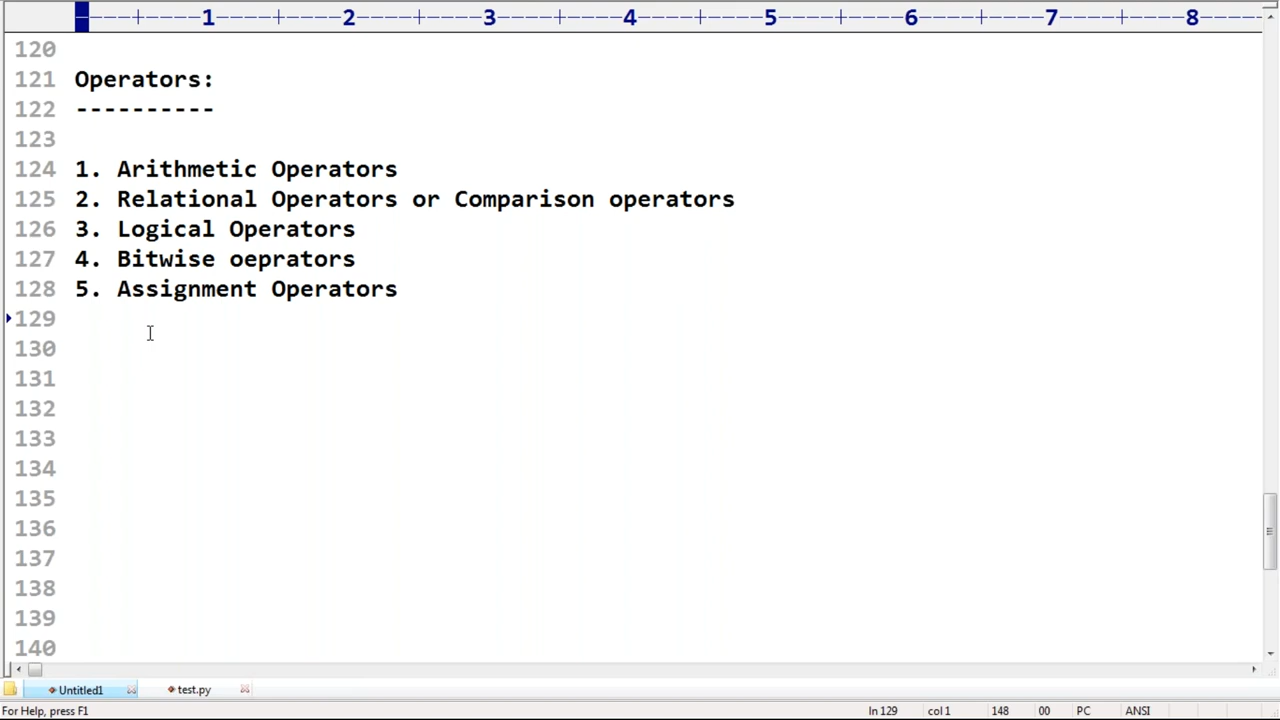 1 2 3 4 5 6 7 8
120
121 Operators:
122 ----------
123
124 1. Arithmetic Operators
125 2. Relational Operators or Comparison operators
126 3. Logical Operators
127 4. Bitwise oeprators
128 5. Assignment Operators
129
130
131
132
133
134
135
136
137
138
139
140
Untitled1 test.py
For Help, press F1 ln 129 col 1 148 00 PC ANSI